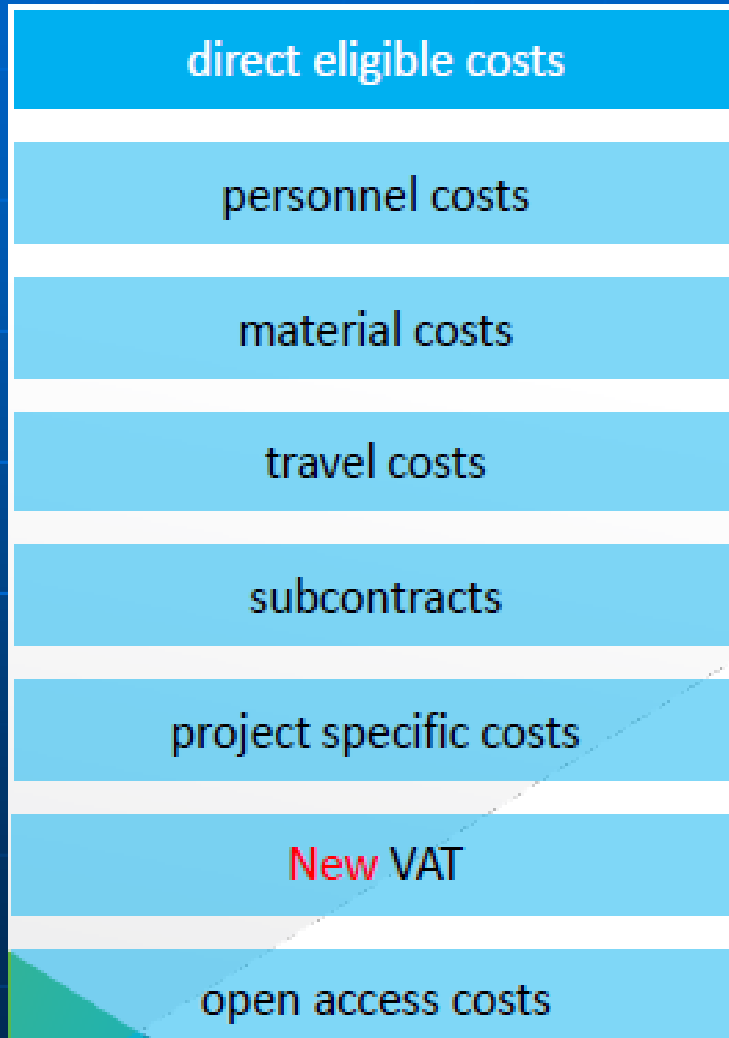 direct eligible costs
personnel costs
material costs
travel costs
subcontracts
project specific costs
New VAT
open access costs